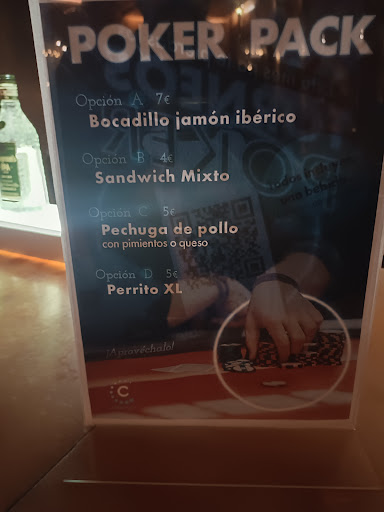 POKER PACK
Opción A 7€
Bocadillo jamón ibérico
Opción B 4€
Sandwich Mixto
Opción C 5€
Pechuga de pollo
con pimientos o queso
Opción D 5€
Perrito XL
¡Aprovéchalo!
C